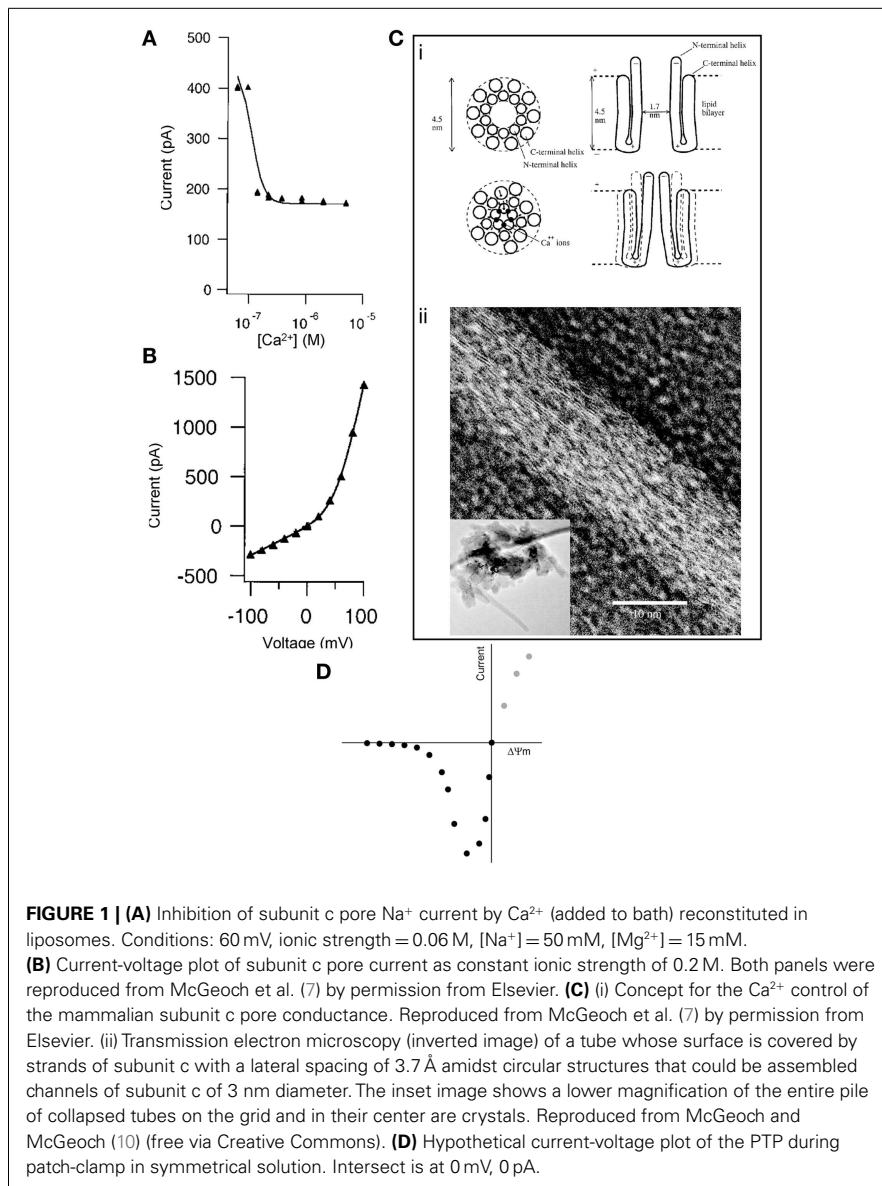 A
500
400
300
200
100
0
Current (pA)
10-7
10-6
10-5
[Ca2+] (M)
B
1500
1000
500
0
-500
Current (pA)
-100
0
100
Voltage (mV)
C
i
4.5
nm
C-terminal helix
N-terminal helix
N-terminal helix
C-terminal helix
+
4.5
nm
1.7
nm
lipid
bilayer
Ca++ ions
ii
10 nm
D
Current
ΔΨm
FIGURE 1 | (A) Inhibition of subunit c pore Na+ current by Ca2+ (added to bath) reconstituted in
liposomes. Conditions: 60 mV, ionic strength = 0.06 M, [Na+] = 50 mM, [Mg2+] = 15 mM.
(B) Current-voltage plot of subunit c pore current as constant ionic strength of 0.2 M. Both panels were
reproduced from McGeoch et al. (7) by permission from Elsevier. (C) (i) Concept for the Ca2+ control of
the mammalian subunit c pore conductance. Reproduced from McGeoch et al. (7) by permission from
Elsevier. (ii) Transmission electron microscopy (inverted image) of a tube whose surface is covered by
strands of subunit c with a lateral spacing of 3.7 Å amidst circular structures that could be assembled
channels of subunit c of 3 nm diameter. The inset image shows a lower magnification of the entire pile
of collapsed tubes on the grid and in their center are crystals. Reproduced from McGeoch and
McGeoch (10) (free via Creative Commons). (D) Hypothetical current-voltage plot of the PTP during
patch-clamp in symmetrical solution. Intersect is at 0 mV, 0 pA.